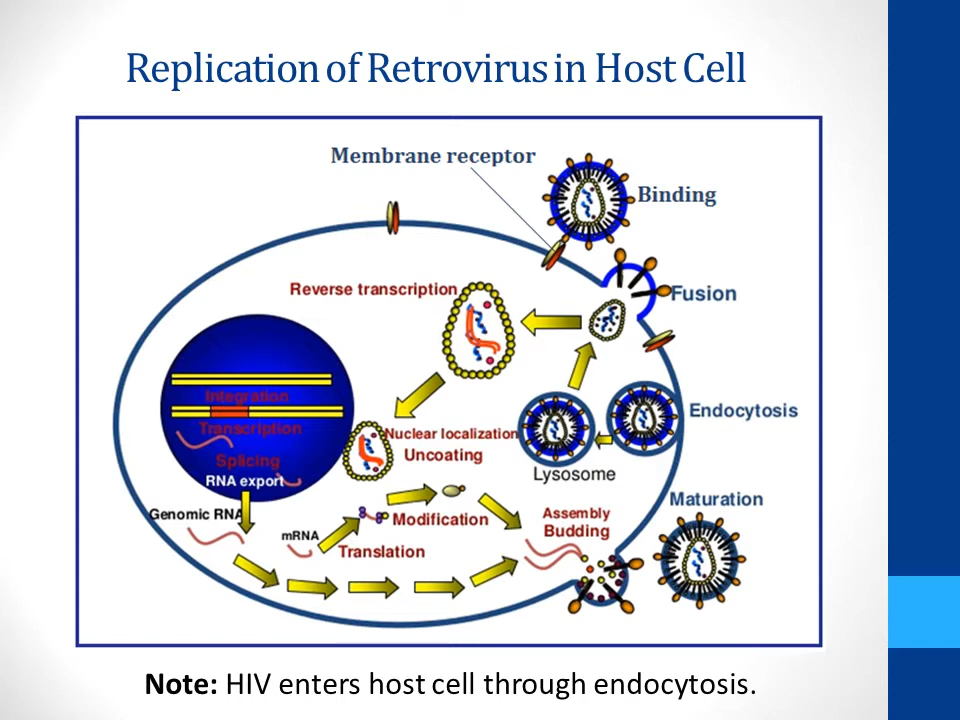 Replication of Retrovirus in Host Cell
Membrane receptor
Binding
Reverse transcription
Fusion
Integration
Transcription
Splicing
RNA export
Nuclear localization
Uncoating
Endocytosis
Lysosome
Genomic RNA
mRNA
Modification
Translation
Assembly
Budding
Maturation
Note: HIV enters host cell through endocytosis.